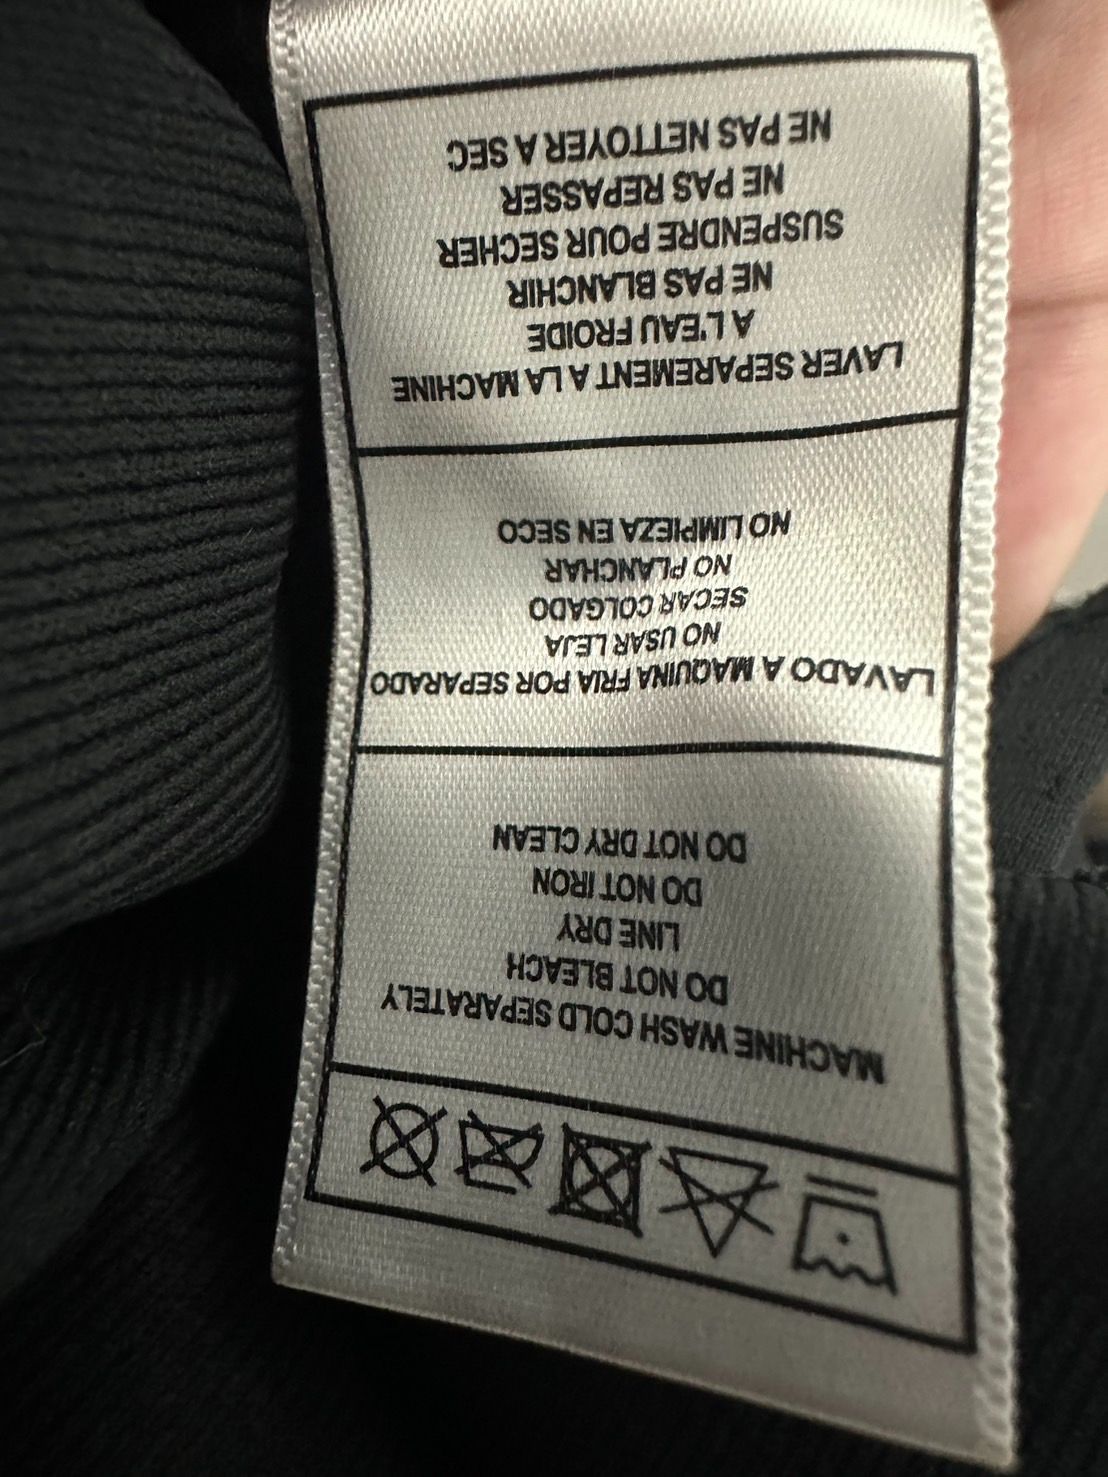 MACHINE WASH COLD SEPARATELY
DO NOT BLEACH
LINE DRY
DO NOT IRON
DO NOT DRY CLEAN
LAVADO A MAQUINA FRIA POR SEPARADO
NO USAR LEJA
SECAR COLGADO
NO PLANCHAR
NO LIMPIEZA EN SECO
LAVER SEPAREMENT A LA MACHINE
A L'EAU FROIDE
NE PAS BLANCHIR
SUSPENDRE POUR SECHER
NE PAS REPASSER
NE PAS NETTOYER A SEC